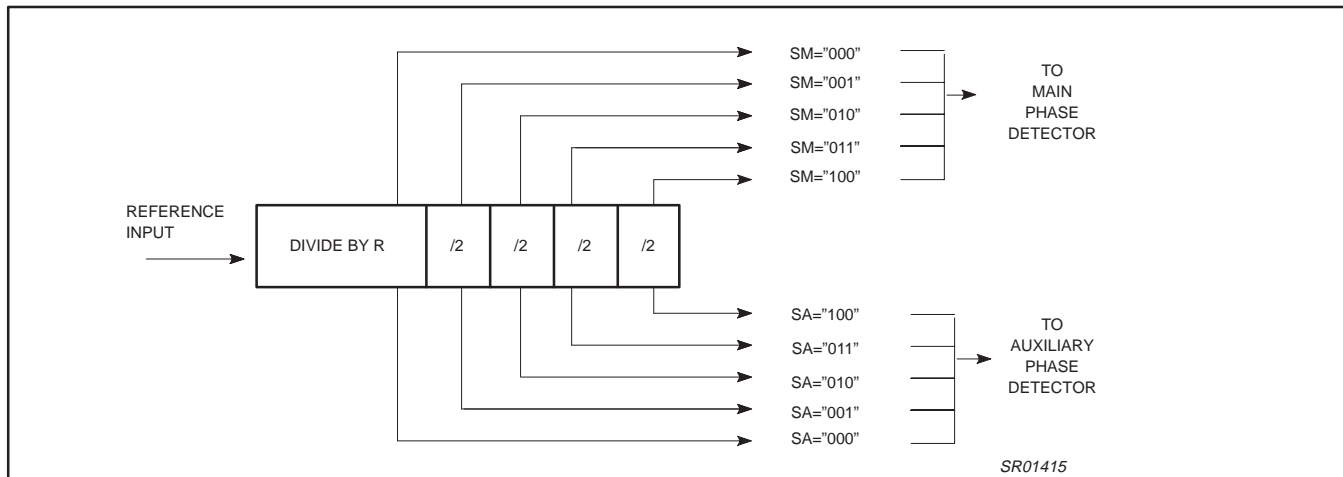 SM="000"
SM="001"
SM="010"
SM="011"
SM="100"
TO
MAIN
PHASE
DETECTOR
REFERENCE
INPUT
DIVIDE BY R
/2
/2
/2
/2
SA="100"
SA="011"
SA="010"
SA="001"
SA="000"
TO
AUXILIARY
PHASE
DETECTOR
SR01415